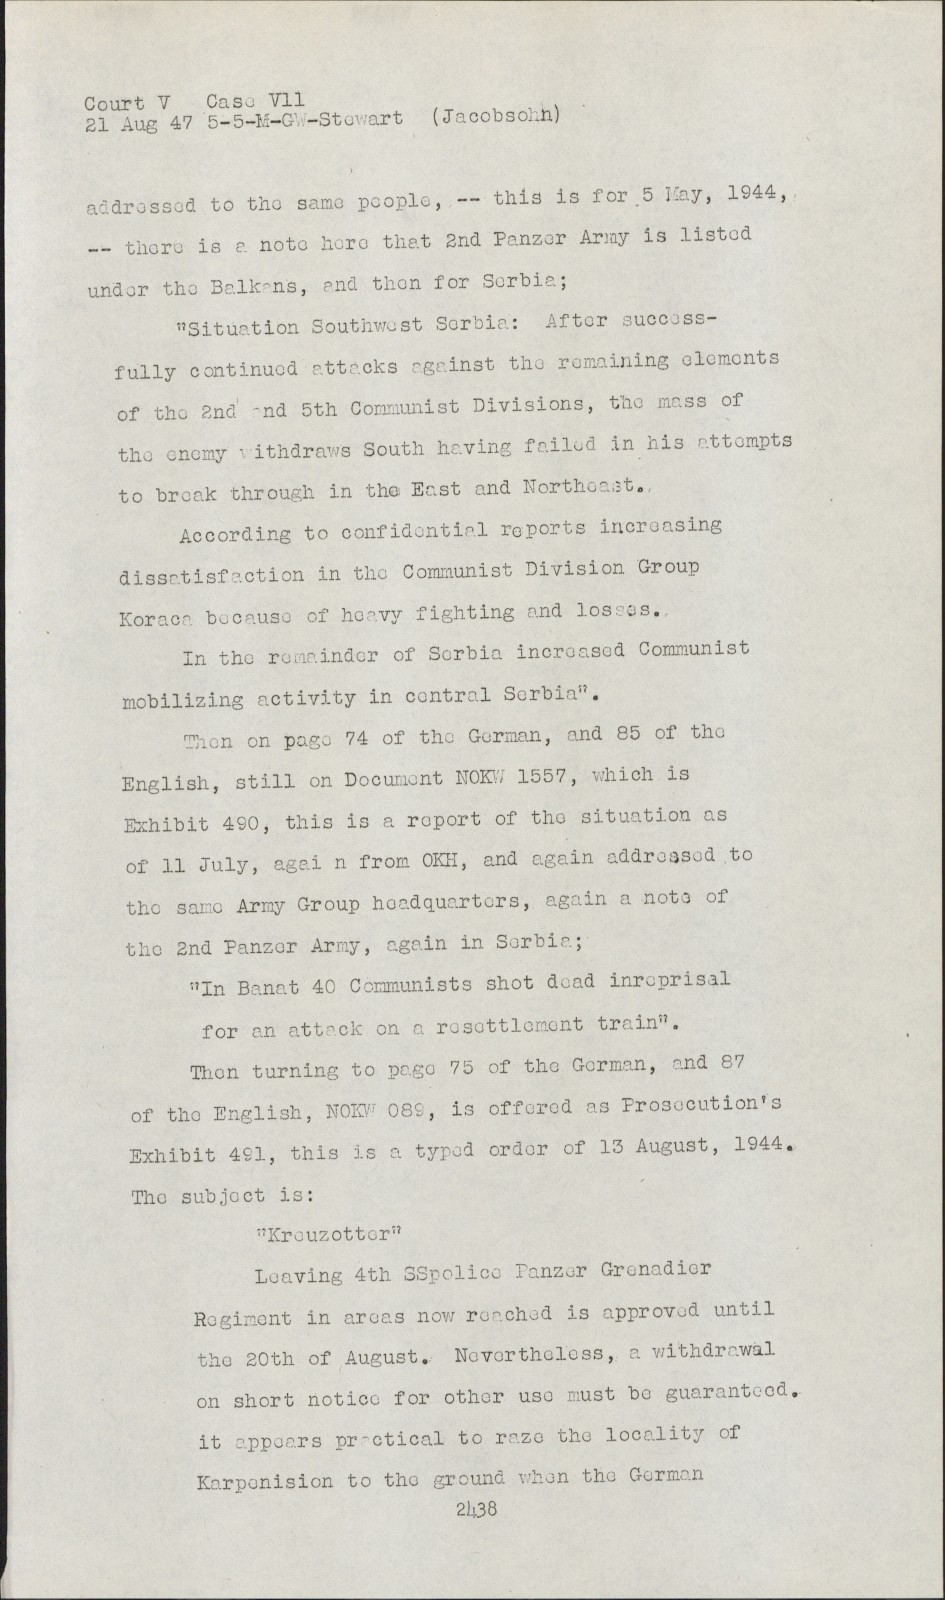 Court V   Case V11
21 Aug 47 5-5-M-GW-Stewart   (Jacobsohn)
addressed to the same people, -- this is for 5 May, 1944,
-- there is a note here that 2nd Panzer Army is listed
under the Balkans, and then for Serbia;
"Situation Southwest Serbia:  After success-
fully continued attacks against the remaining elements
of the 2nd and 5th Communist Divisions, the mass of
the enemy withdraws South having failed in his attempts
to break through in the East and Northeast.
According to confidential reports increasing
dissatisfaction in the Communist Division Group
Koraca because of heavy fighting and losses.
In the remainder of Serbia increased Communist
mobilizing activity in central Serbia".
Then on page 74 of the German, and 85 of the
English, still on Document NOKW 1557, which is
Exhibit 490, this is a report of the situation as
of 11 July, agai n from OKH, and again addressed to
the same Army Group headquarters, again a note of
the 2nd Panzer Army, again in Serbia;
"In Banat 40 Communists shot dead inreprisal
for an attack on a resettlement train".
Then turning to page 75 of the German, and 87
of the English, NOKW 089, is offered as Prosecution's
Exhibit 491, this is a typed order of 13 August, 1944.
The subject is:
"Kreuzotter"
Leaving 4th SSpolice Panzer Grenadier
Regiment in areas now reached is approved until
the 20th of August.  Nevertheless, a withdrawal
on short notice for other use must be guaranteed.
it appears practical to raze the locality of
Karpenision to the ground when the German
2438